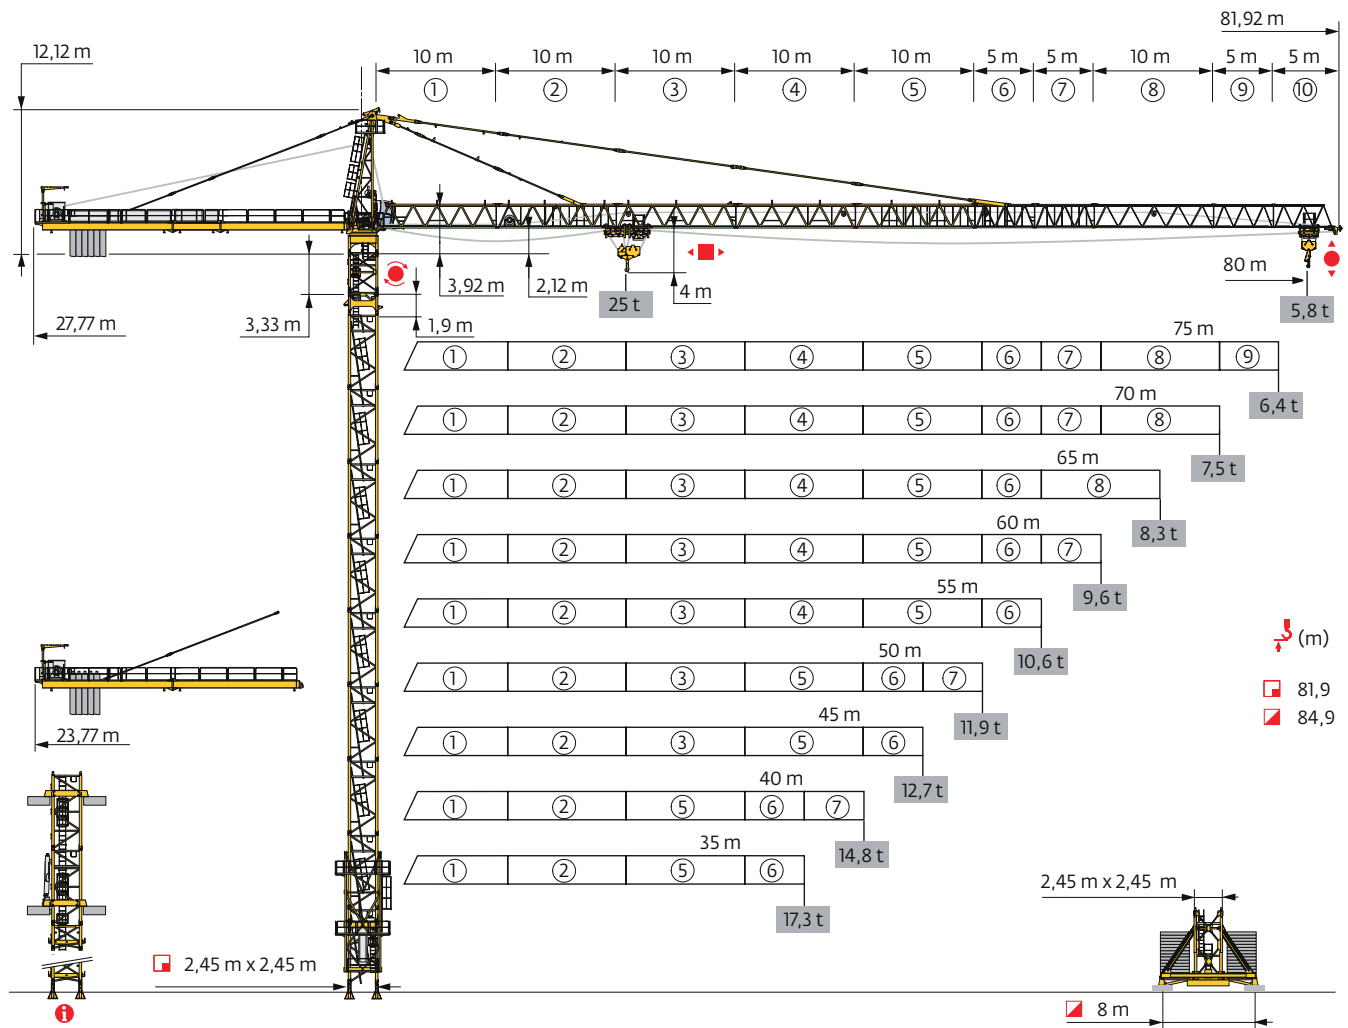 81,92 m
12,12 m
10 m 10 m 10 m 10 m 10 m 5 m 5 m 10 m 5 m 5 m
① ② ③ ④ ⑤ ⑥ ⑦ ⑧ ⑨ ⑩
80 m
3,92 m
2,12 m
4 m
25 t
5,8 t
27,77 m
3,33 m
1,9 m
75 m
① ② ③ ④ ⑤ ⑥ ⑦ ⑧ ⑨
6,4 t
70 m
① ② ③ ④ ⑤ ⑥ ⑦ ⑧
7,5 t
65 m
① ② ③ ④ ⑤ ⑥ ⑧
8,3 t
60 m
① ② ③ ④ ⑤ ⑥ ⑦
9,6 t
55 m
① ② ③ ④ ⑤ ⑥
10,6 t
(m)
81,9
84,9
50 m
① ② ③ ⑤ ⑥ ⑦
11,9 t
23,77 m
45 m
① ② ③ ⑤ ⑥
12,7 t
40 m
① ② ⑤ ⑥ ⑦
14,8 t
35 m
① ② ⑤ ⑥
17,3 t
2,45 m x 2,45 m
2,45 m x 2,45 m
i
8 m